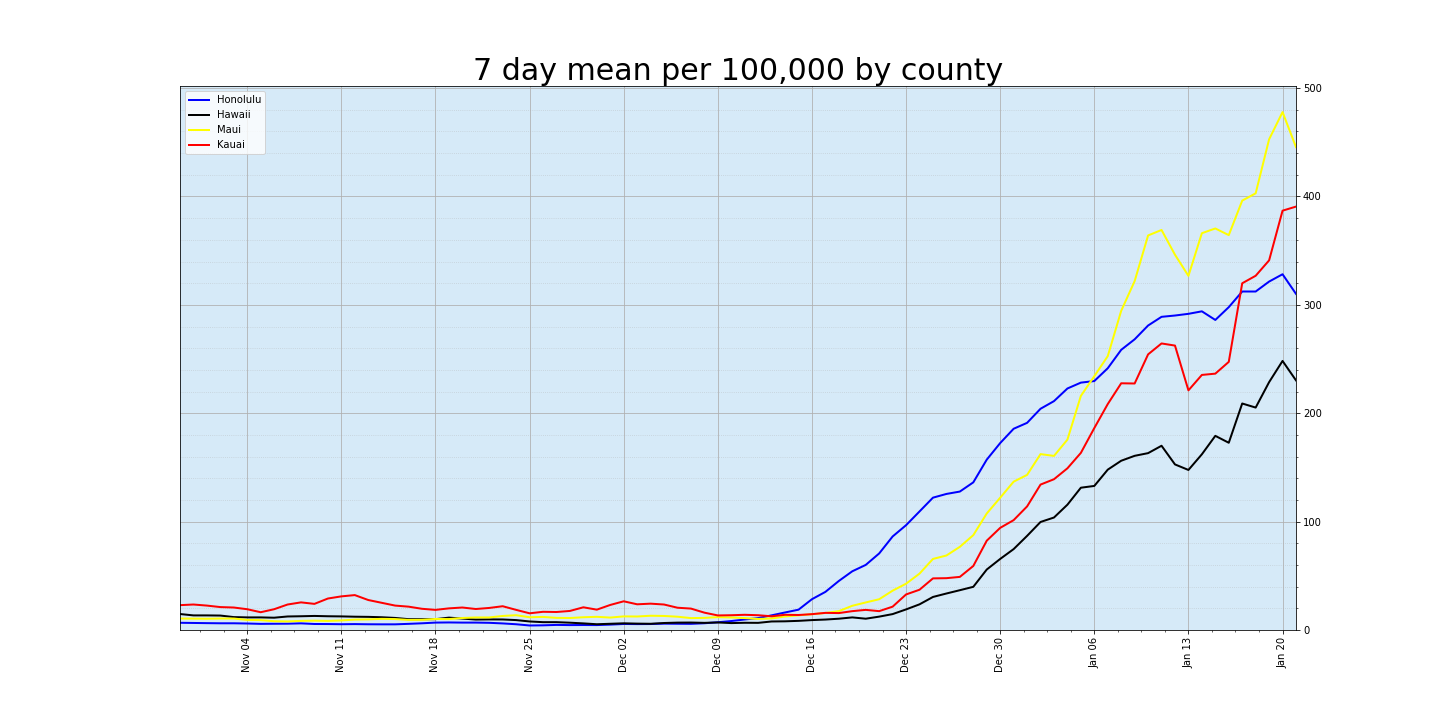 7 day mean per 100,000 by county
Honolulu
Hawaii
Maui
Kauai
500
400
300
200
100
0
Nov 04
Nov 11
Nov 18
Nov 25
Dec 02
Dec 09
Dec 16
Dec 23
Dec 30
Jan 06
Jan 13
Jan 20